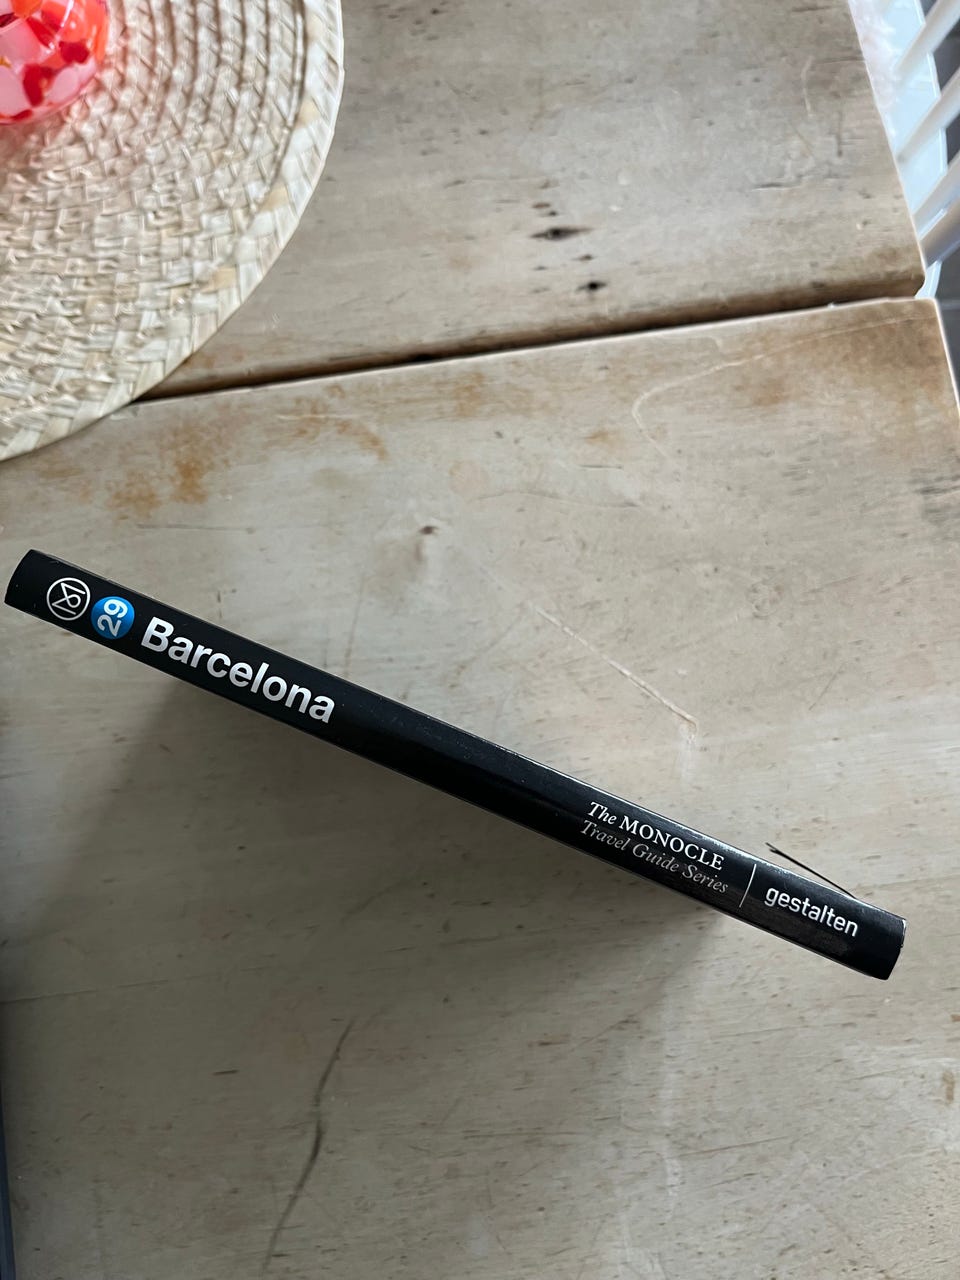 29
Barcelona
The MONOCLE
Travel Guide Series
gestalten